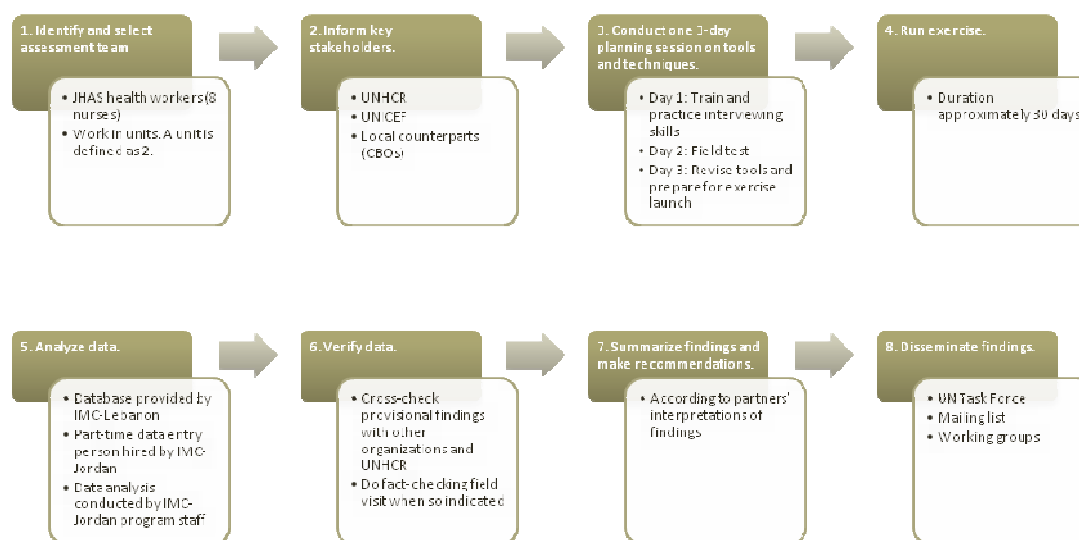 1. Identify and select
assessment team
• JHAS health workers(8
nurses)
• Work in units. A unit is
defined as 2.
2. Inform key
stakeholders.
• UNHCR
• UNICEF
• Local counterparts
(CBOs)
3. Conduct one 3-day
planning session on tools
and techniques.
• Day 1: Train and
practice interviewing
skills
• Day 2: Field test
• Day 3: Revise tools and
prepare for exercise
launch
4. Run exercise.
• Duration
approximately 30 days
5. Analyze data.
• Database provided by
IMC-Lebanon
• Part-time data entry
person hired by IMC-
Jordan
• Data analysis
conducted by IMC-
Jordan program staff
6. Verify data.
• Cross-check
provisional findings
with other
organizations and
UNHCR
• Do fact-checking field
visit when so indicated
7. Summarize findings and
make recommendations.
• According to partners'
interpretations of
findings
8. Disseminate findings.
• UN Task Force
• Mailing list
• Working groups